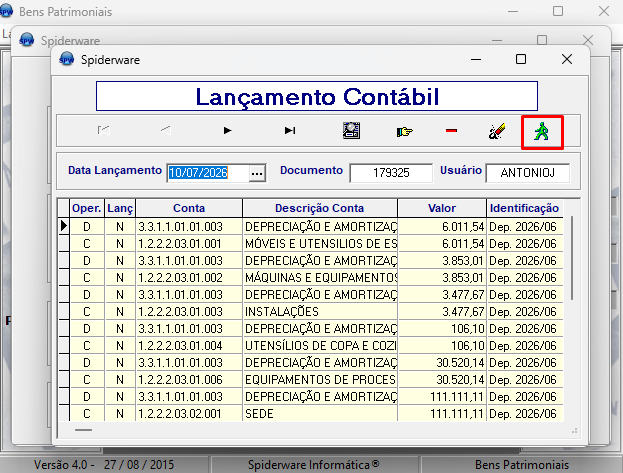 Bens Patrimoniais
Spiderware
Spiderware
Lançamento Contábil
Data Lançamento 10/07/2026 ... Documento 179325 Usuário ANTONIOJ
Oper. Lanç Conta Descrição Conta Valor Identificação
D N 3.3.1.1.01.01.003 DEPRECIAÇÃO E AMORTIZAÇ 6.011,54 Dep. 2026/06
C N 1.2.2.2.03.01.001 MÓVEIS E UTENSILIOS DE ES 6.011,54 Dep. 2026/06
D N 3.3.1.1.01.01.003 DEPRECIAÇÃO E AMORTIZAÇ 3.853,01 Dep. 2026/06
C N 1.2.2.2.03.01.002 MÁQUINAS E EQUIPAMENTOS 3.853,01 Dep. 2026/06
D N 3.3.1.1.01.01.003 DEPRECIAÇÃO E AMORTIZAÇ 3.477,67 Dep. 2026/06
C N 1.2.2.2.03.01.003 INSTALAÇÕES 3.477,67 Dep. 2026/06
D N 3.3.1.1.01.01.003 DEPRECIAÇÃO E AMORTIZAÇ 106,10 Dep. 2026/06
C N 1.2.2.2.03.01.004 UTENSÍLIOS DE COPA E COZI 106,10 Dep. 2026/06
D N 3.3.1.1.01.01.003 DEPRECIAÇÃO E AMORTIZAÇ 30.520,14 Dep. 2026/06
C N 1.2.2.2.03.01.006 EQUIPAMENTOS DE PROCES 30.520,14 Dep. 2026/06
D N 3.3.1.1.01.01.003 DEPRECIAÇÃO E AMORTIZAÇ 111.111,11 Dep. 2026/06
C N 1.2.2.2.03.02.001 SEDE 111.111,11 Dep. 2026/06
Versão 4.0 - 27 / 08 / 2015 Spiderware Informática® Bens Patrimoniais